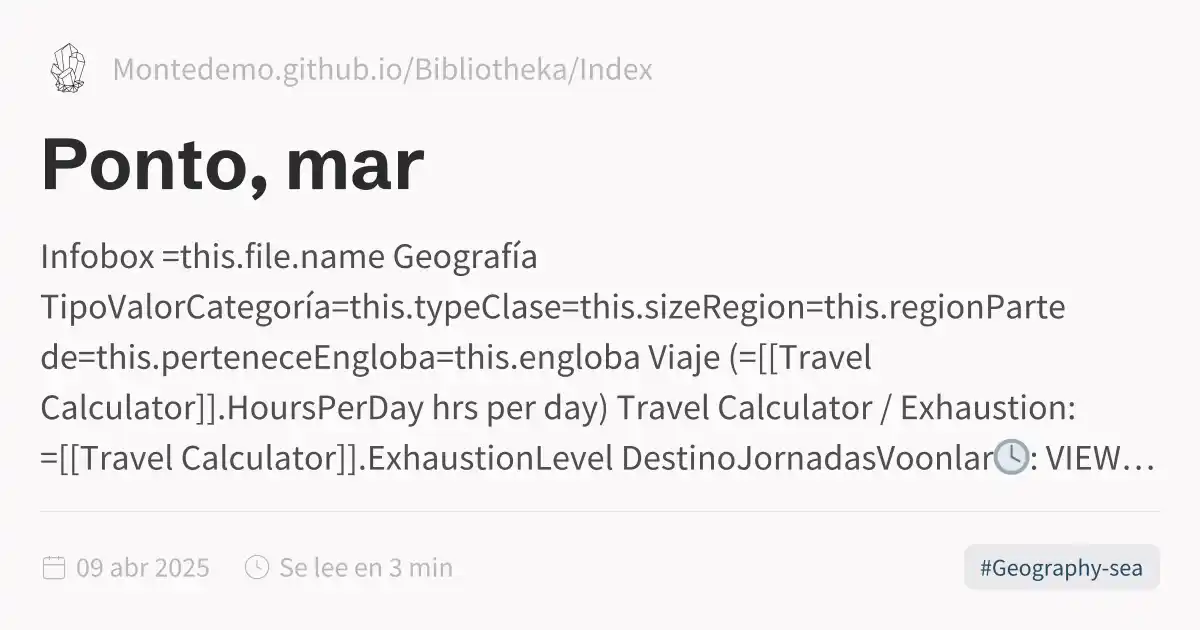 Montedemo.github.io/Bibliotheka/Index
Ponto, mar
Infobox =this.file.name Geografía
TipoValorCategoría=this.typeClase=this.sizeRegion=this.regionParte
de=this.perteneceEngloba=this.engloba Viaje (=[[Travel
Calculator]].HoursPerDay hrs per day) Travel Calculator / Exhaustion:
=[[Travel Calculator]].ExhaustionLevel DestinoJornadasVoonlar🕓: VIEW…
09 abr 2025 Se lee en 3 min #Geography-sea